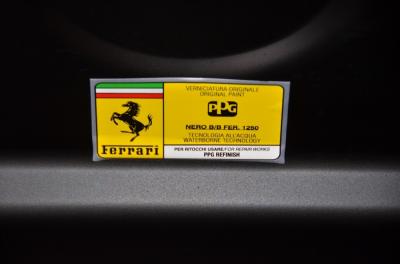 VERNICIATURA ORIGINALE
ORIGINAL PAINT
PPG
NERO B/B FER. 1250
TECNOLOGIA ALL'ACQUA
WATERBORNE TECHNOLOGY
Ferrari
PER RITOCCHI USARE/FOR REPAIR WORKS
PPG REFINISH